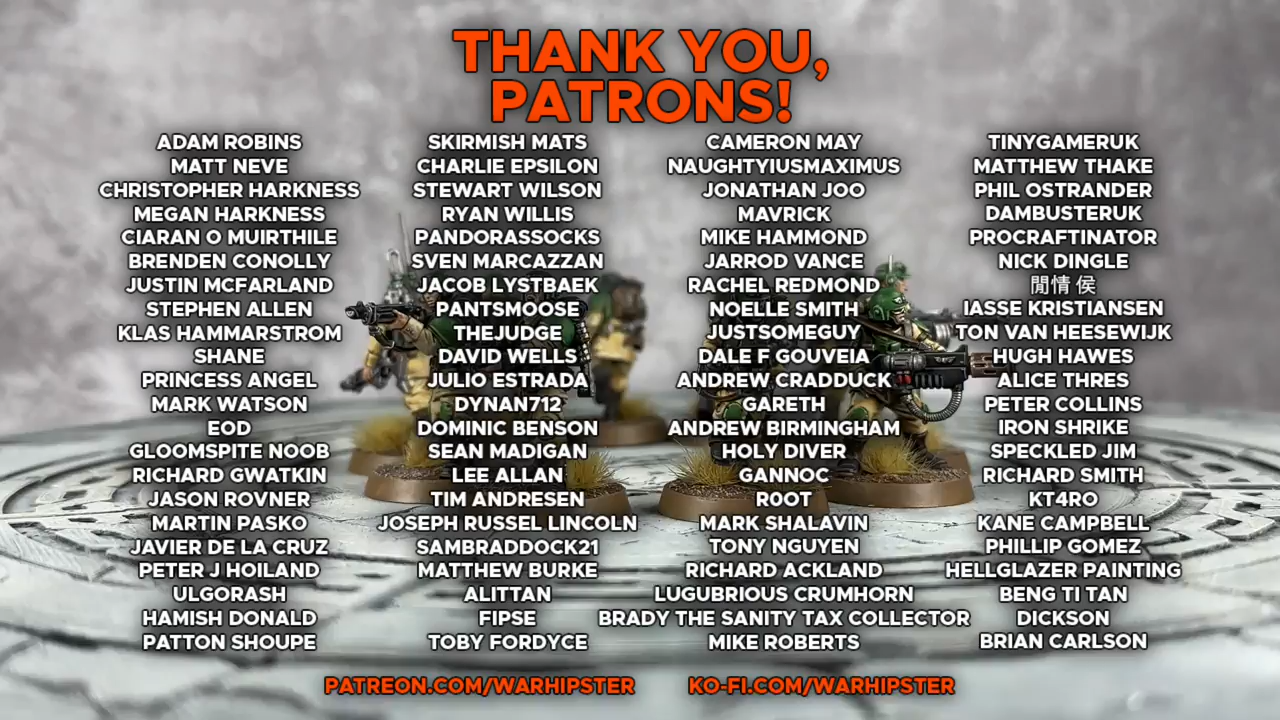 THANK YOU,
PATRONS!
ADAM ROBINS
MATT NEVE
CHRISTOPHER HARKNESS
MEGAN HARKNESS
CIARAN O MUIRTHILE
BRENDEN CONOLLY
JUSTIN MCFARLAND
STEPHEN ALLEN
KLAS HAMMARSTROM
SHANE
PRINCESS ANGEL
MARK WATSON
EOD
GLOOMSPITE NOOB
RICHARD GWATKIN
JASON ROVNER
MARTIN PASKO
JAVIER DE LA CRUZ
PETER J HOILAND
ULGORASH
HAMISH DONALD
PATTON SHOUPE
SKIRMISH MATS
CHARLIE EPSILON
STEWART WILSON
RYAN WILLIS
PANDORASSOCKS
SVEN MARCAZZAN
JACOB LYSTBAEK
PANTSMOOSE
THEJUDGE
DAVID WELLS
JULIO ESTRADA
DYNAN712
DOMINIC BENSON
SEAN MADIGAN
LEE ALLAN
TIM ANDRESEN
JOSEPH RUSSEL LINCOLN
SAMBRADDOCK21
MATTHEW BURKE
ALITTAN
FIPSE
TOBY FORDYCE
CAMERON MAY
NAUGHTYIUSMAXIMUS
JONATHAN JOO
MAVRICK
MIKE HAMMOND
JARROD VANCE
RACHEL REDMOND
NOELLE SMITH
JUSTSOMEGUY
DALE F GOUVEIA
ANDREW CRADDUCK
GARETH
ANDREW BIRMINGHAM
HOLY DIVER
GANNOC
R0OT
MARK SHALAVIN
TONY NGUYEN
RICHARD ACKLAND
LUGUBRIOUS CRUMHORN
BRADY THE SANITY TAX COLLECTOR
MIKE ROBERTS
TINYGAMERUK
MATTHEW THAKE
PHIL OSTRANDER
DAMBUSTERUK
PROCRAFTINATOR
NICK DINGLE
閒情 侯
IASSE KRISTIANSEN
TON VAN HEESEWIJK
HUGH HAWES
ALICE THRES
PETER COLLINS
IRON SHRIKE
SPECKLED JIM
RICHARD SMITH
KT4RO
KANE CAMPBELL
PHILLIP GOMEZ
HELLGLAZER PAINTING
BENG TI TAN
DICKSON
BRIAN CARLSON
PATREON.COM/WARHIPSTER
KO-FI.COM/WARHIPSTER